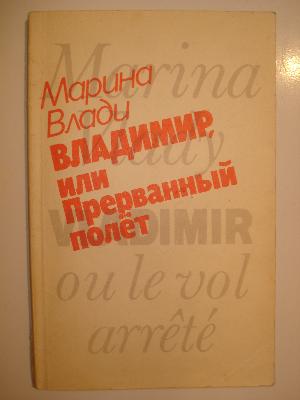 Marina
Vlady
VLADIMIR
ou le vol
arrêté
Марина
Влади
ВЛАДИМИР,
или
Прерванный
полёт